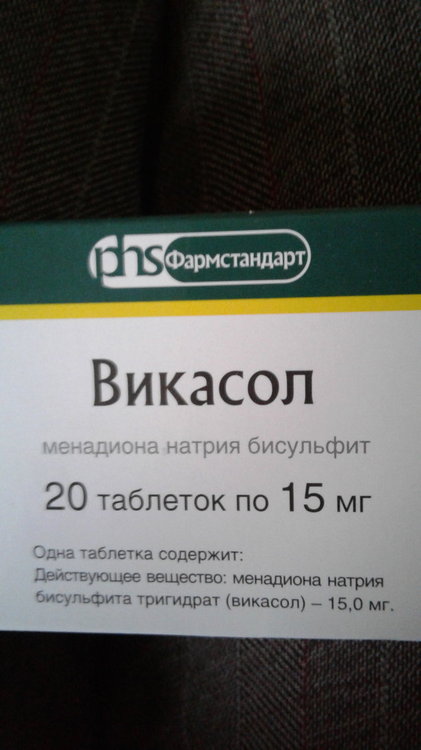 phs Фармстандарт
Викасол
менадиона натрия бисульфит
20 таблеток по 15 мг
Одна таблетка содержит:
Действующее вещество: менадиона натрия
бисульфита тригидрат (викасол) – 15,0 мг.